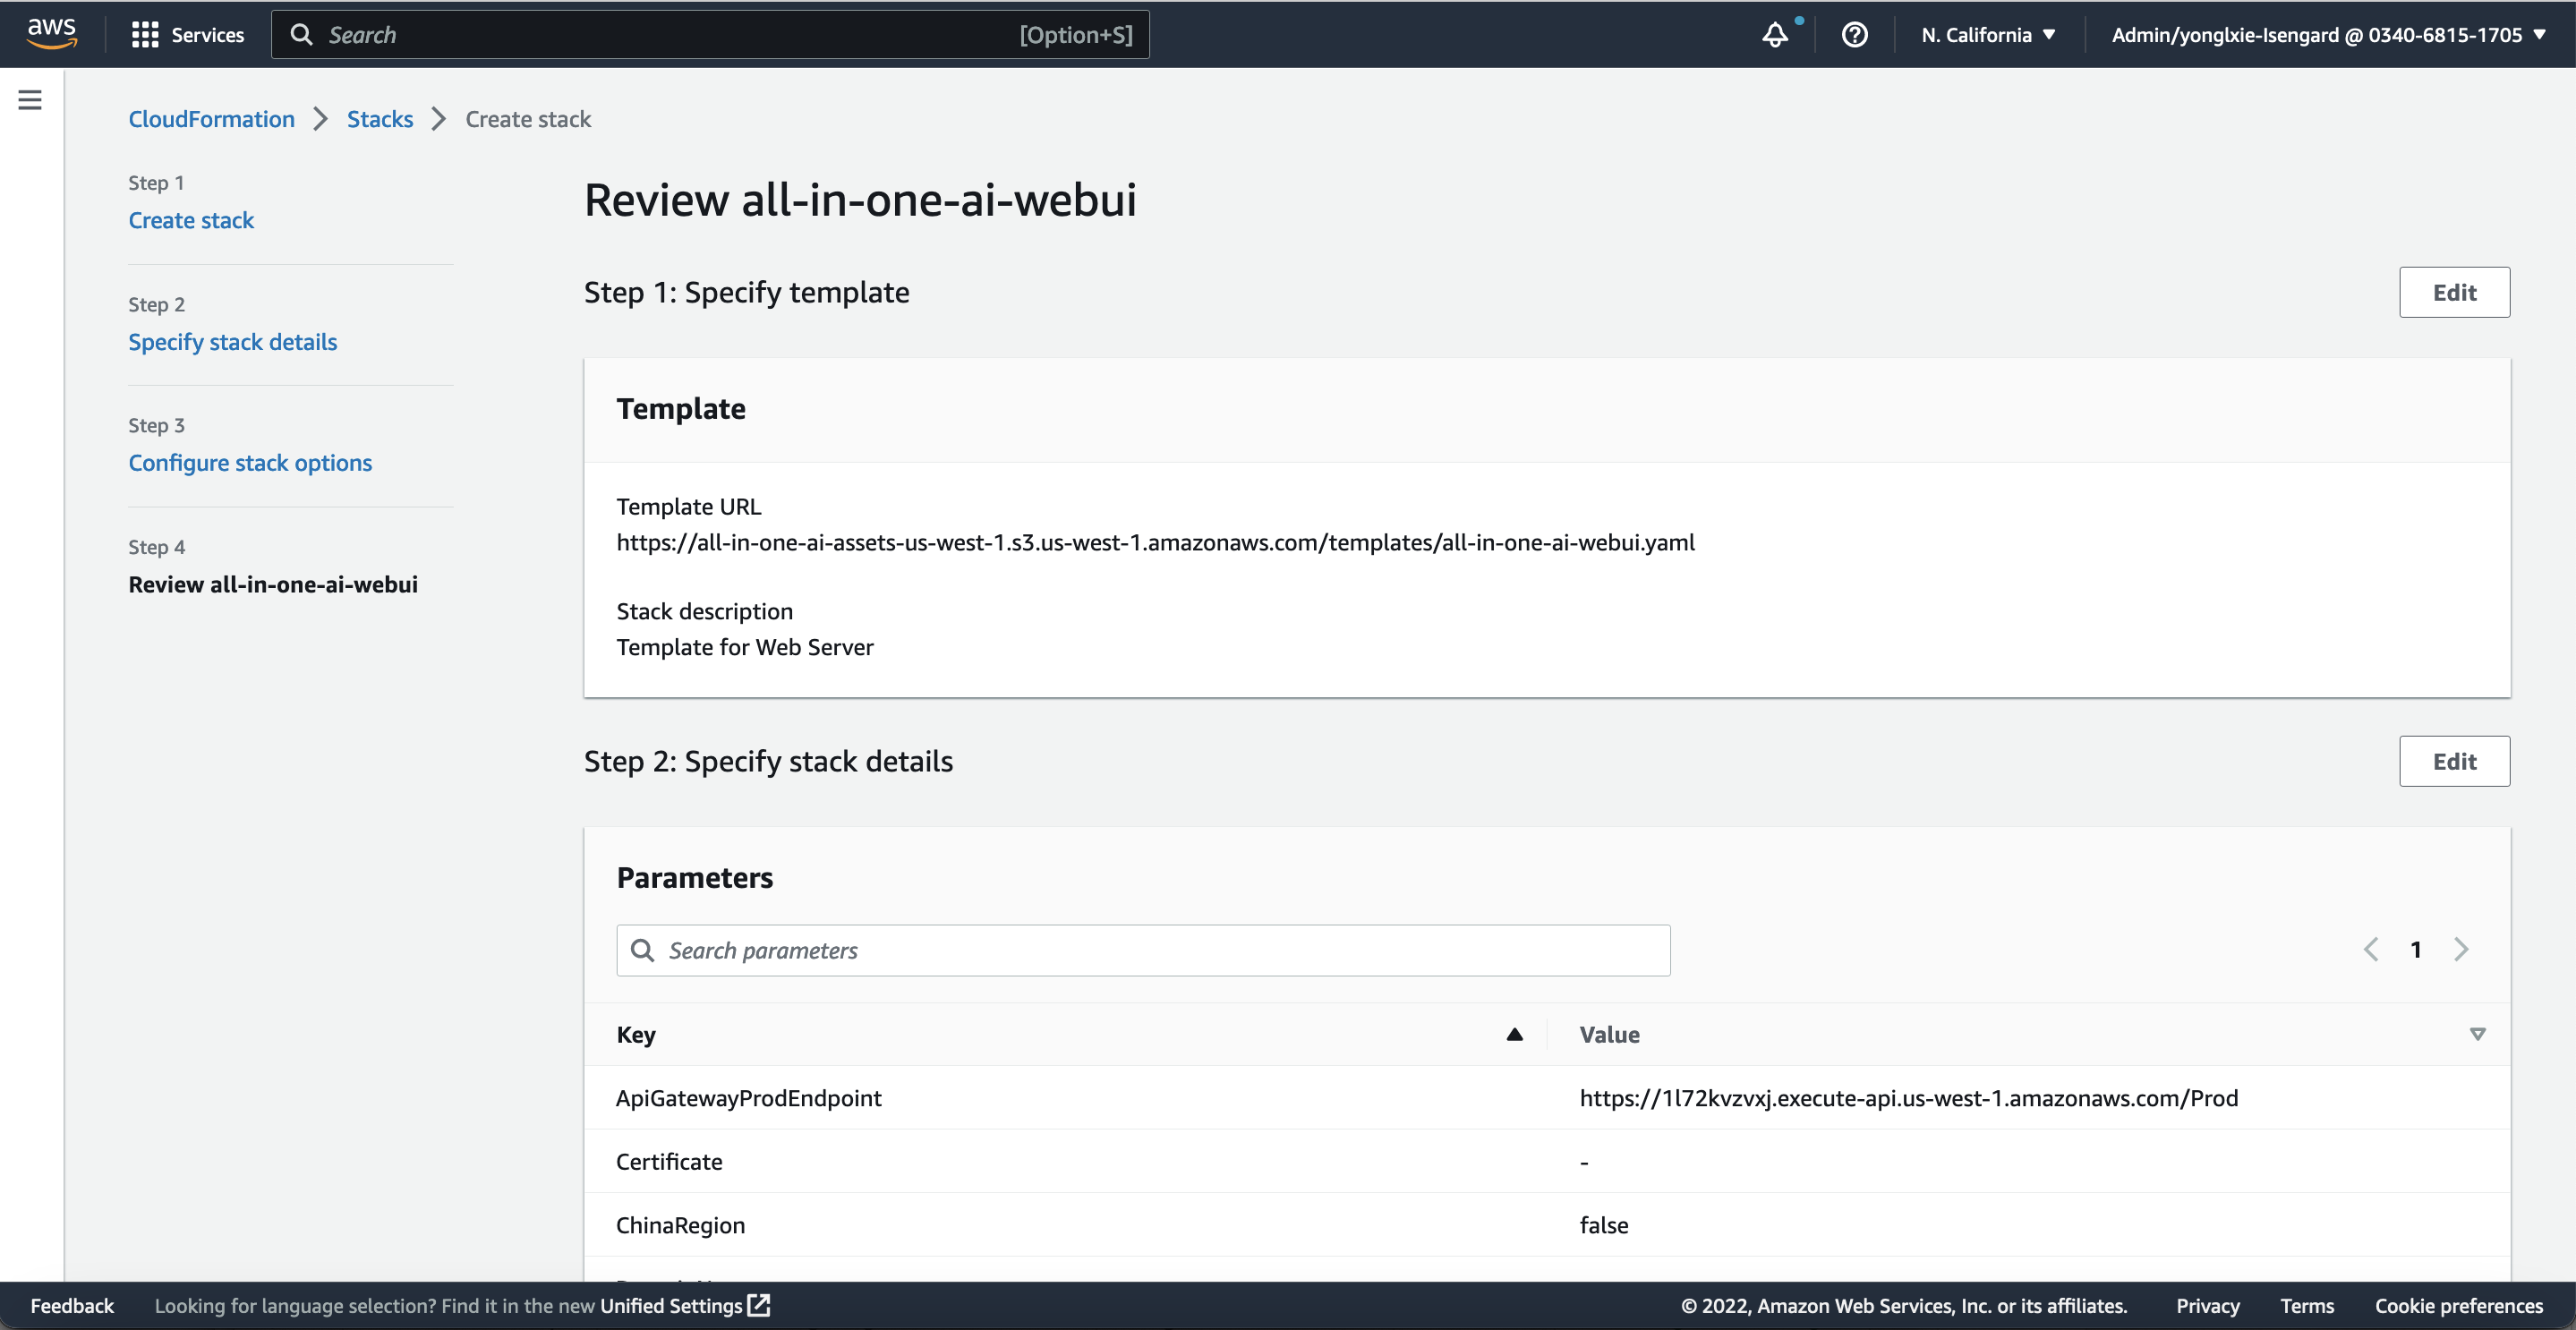 aws
Services
Search
[Option+S]
N. California
Admin/yonglxie-Isengard @ 0340-6815-1705
CloudFormation
Stacks
Create stack
Step 1
Create stack
Step 2
Specify stack details
Step 3
Configure stack options
Step 4
Review all-in-one-ai-webui
Review all-in-one-ai-webui
Step 1: Specify template
Edit
Template
Template URL
https://all-in-one-ai-assets-us-west-1.s3.us-west-1.amazonaws.com/templates/all-in-one-ai-webui.yaml
Stack description
Template for Web Server
Step 2: Specify stack details
Edit
Parameters
Search parameters
1
Key
Value
ApiGatewayProdEndpoint
https://1l72kvzvxj.execute-api.us-west-1.amazonaws.com/Prod
Certificate
-
ChinaRegion
false
Feedback
Looking for language selection? Find it in the new Unified Settings
© 2022, Amazon Web Services, Inc. or its affiliates.
Privacy
Terms
Cookie preferences